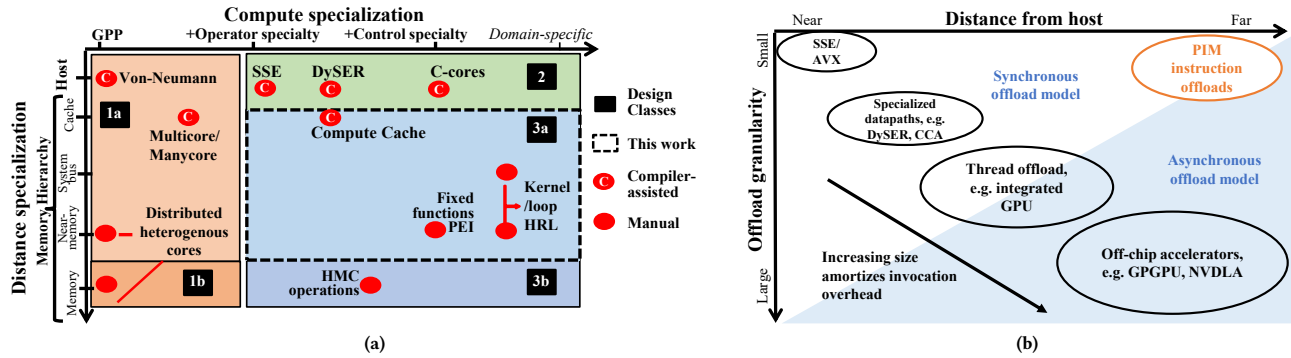 Compute specialization
GPP
+Operator specialty
+Control specialty
Domain-specific
Distance specialization
Memory Hierarchy
Host
Cache
System bus
Near-memory
Memory
C
Von-Neumann
1a
C
Multicore/
Manycore
Distributed
heterogenous
cores
1b
SSE
C
DySER
C
C-cores
C
2
C
Compute Cache
3a
Fixed
functions
PEI
Kernel
/loop
HRL
HMC
operations
3b
Design
Classes
This work
C
Compiler-
assisted
Manual
(a)
Distance from host
Near
Far
Offload granularity
Small
Large
SSE/
AVX
Synchronous
offload model
PIM
instruction
offloads
Specialized
datapaths, e.g.
DySER, CCA
Thread offload,
e.g. integrated
GPU
Asynchronous
offload model
Increasing size
amortizes invocation
overhead
Off-chip accelerators,
e.g. GPGPU, NVDLA
(b)